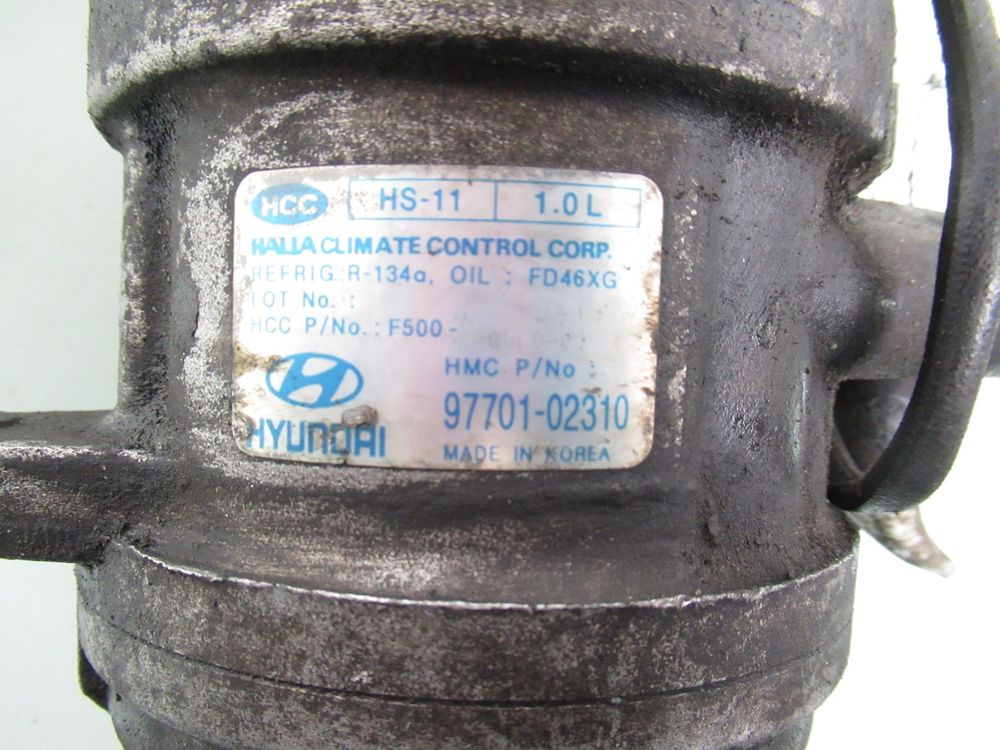 HCC HS-11 1.0 L
HALLA CLIMATE CONTROL CORP.
REFRIG.: R-134a, OIL : FD46XG
LOT No. :
HCC P/No. : F500-
HMC P/No :
97701-02310
HYUNDAI
MADE IN KOREA